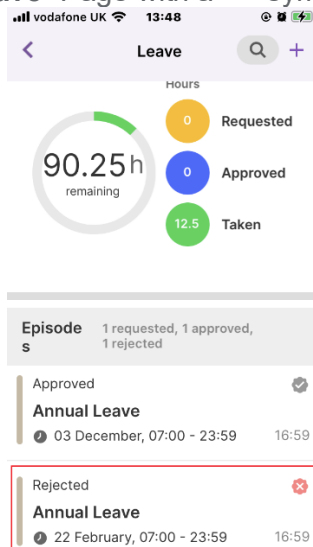 vodafone UK 13:48
Leave
Hours
0 Requested
90.25h
remaining
0 Approved
12.5 Taken
Episode
s
1 requested, 1 approved,
1 rejected
Approved
Annual Leave
03 December, 07:00 - 23:59 16:59
Rejected
Annual Leave
22 February, 07:00 - 23:59 16:59